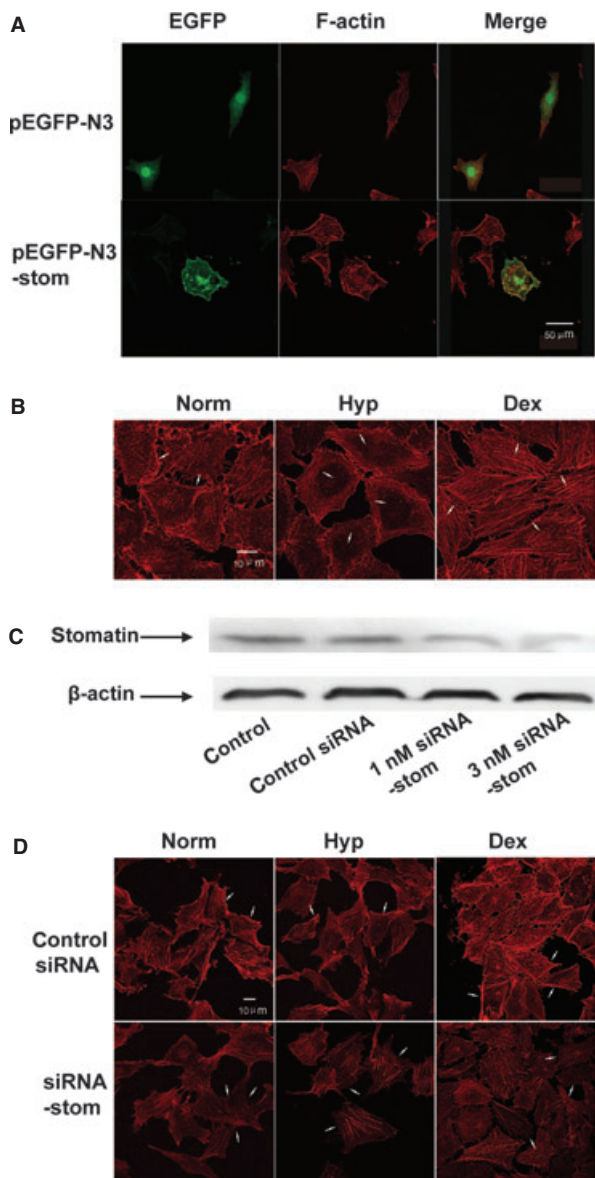 A
EGFP F-actin Merge
pEGFP-N3
pEGFP-N3
-stom
50 μm
B
Norm Hyp Dex
10 μm
C
Stomatin
β-actin
Control Control siRNA 1 nM siRNA
-stom 3 nM siRNA
-stom
D
Norm Hyp Dex
Control
siRNA
10 μm
siRNA
-stom